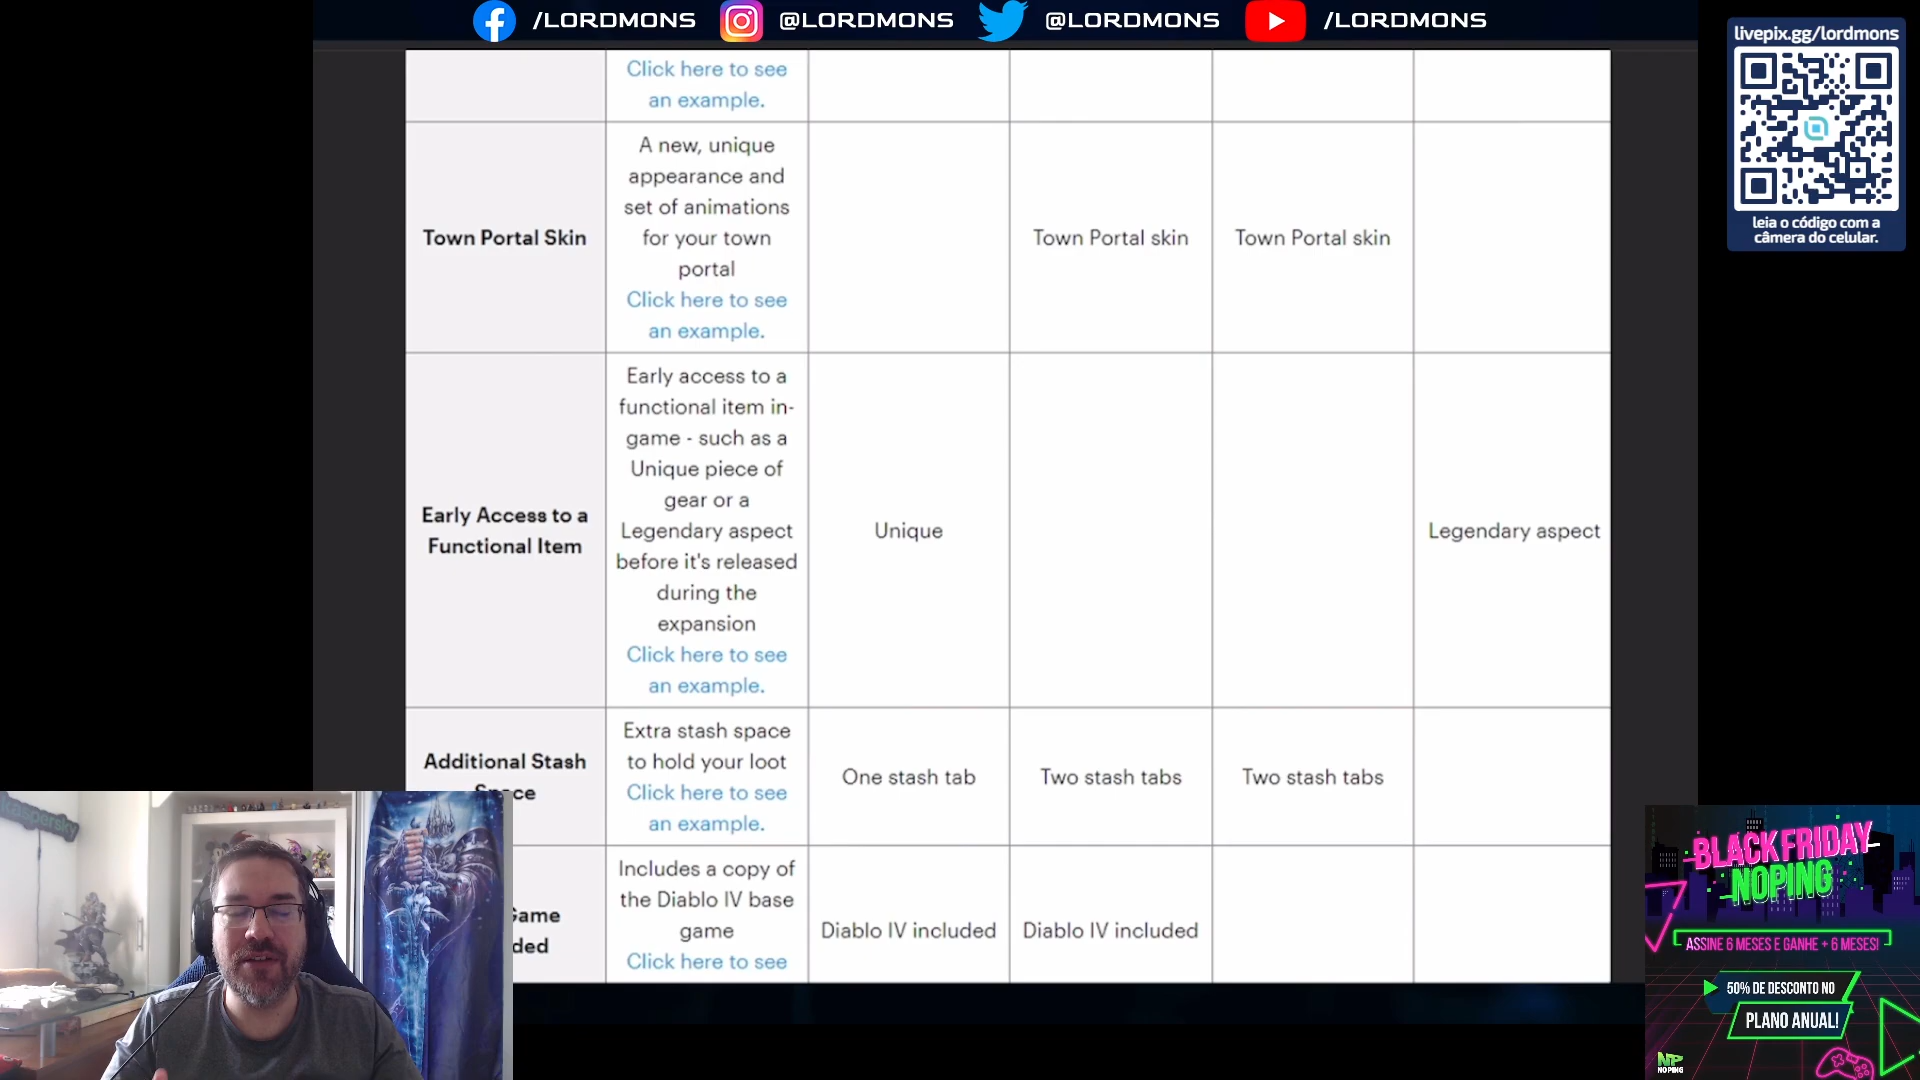 /LORDMONS @LORDMONS @LORDMONS /LORDMONS
livepix.gg/lordmons
leia o código com a
câmera do celular.
Click here to see
an example.
Town Portal Skin
A new, unique
appearance and
set of animations
for your town
portal
Click here to see
an example.
Town Portal skin
Town Portal skin
Early Access to a
Functional Item
Early access to a
functional item in-
game - such as a
Unique piece of
gear or a
Legendary aspect
before it's released
during the
expansion
Click here to see
an example.
Unique
Legendary aspect
Additional Stash
Extra stash space
to hold your loot
Click here to see
an example.
One stash tab
Two stash tabs
Two stash tabs
Game
ded
Includes a copy of
the Diablo IV base
game
Click here to see
Diablo IV included
Diablo IV included
kaspersky
BLACK FRIDAY
NOPING
ASSINE 6 MESES E GANHE + 6 MESES!
50% DE DESCONTO NO
PLANO ANUAL!
NP
NOPING